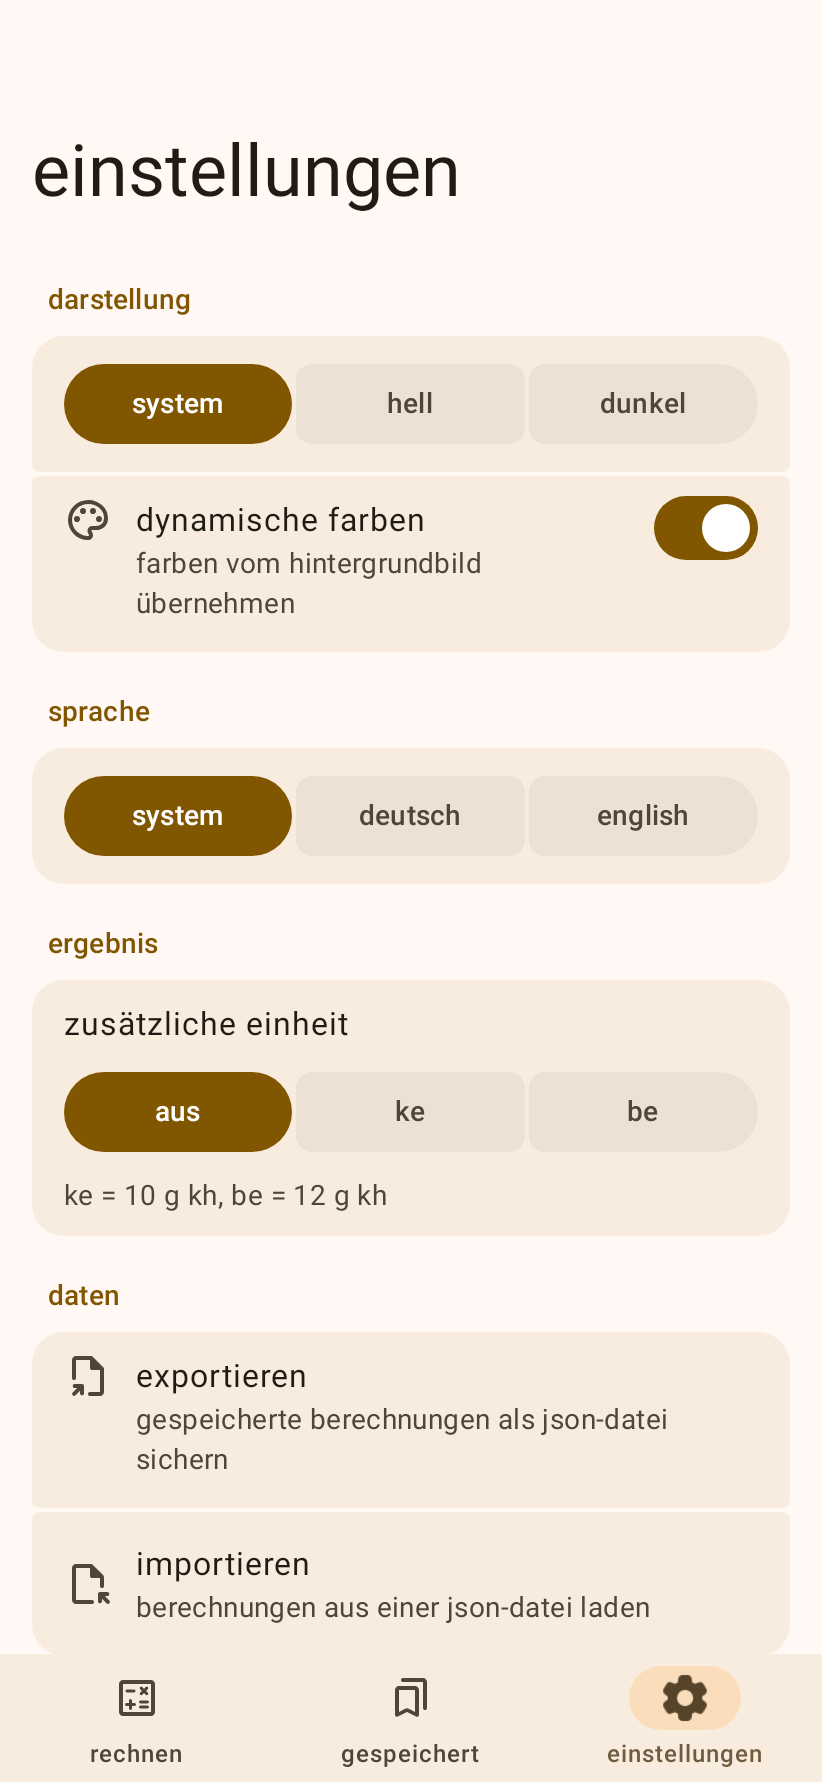 einstellungen
darstellung
system
hell
dunkel
dynamische farben
farben vom hintergrundbild
übernehmen
sprache
system
deutsch
english
ergebnis
zusätzliche einheit
aus
ke
be
ke = 10 g kh, be = 12 g kh
daten
exportieren
gespeicherte berechnungen als json-datei
sichern
importieren
berechnungen aus einer json-datei laden
rechnen
gespeichert
einstellungen